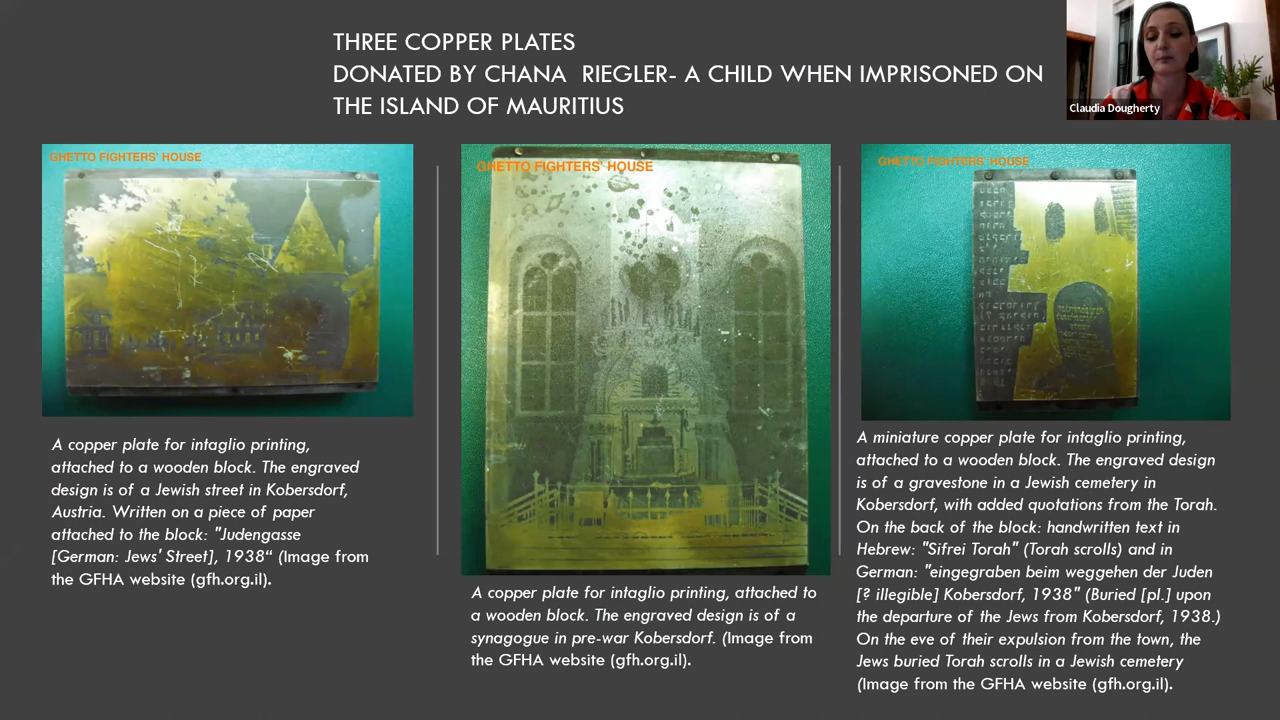 THREE COPPER PLATES
DONATED BY CHANA RIEGLER- A CHILD WHEN IMPRISONED ON
THE ISLAND OF MAURITIUS
Claudia Dougherty
GHETTO FIGHTERS' HOUSE
A copper plate for intaglio printing,
attached to a wooden block. The engraved
design is of a Jewish street in Kobersdorf,
Austria. Written on a piece of paper
attached to the block: "Judengasse
[German: Jews' Street], 1938“ (Image from
the GFHA website (gfh.org.il).
GHETTO FIGHTERS' HOUSE
A copper plate for intaglio printing, attached to
a wooden block. The engraved design is of a
synagogue in pre-war Kobersdorf. (Image from
the GFHA website (gfh.org.il).
GHETTO FIGHTERS' HOUSE
A miniature copper plate for intaglio printing,
attached to a wooden block. The engraved design
is of a gravestone in a Jewish cemetery in
Kobersdorf, with added quotations from the Torah.
On the back of the block: handwritten text in
Hebrew: "Sifrei Torah" (Torah scrolls) and in
German: "eingegraben beim weggehen der Juden
[? illegible] Kobersdorf, 1938" (Buried [pl.] upon
the departure of the Jews from Kobersdorf, 1938.)
On the eve of their expulsion from the town, the
Jews buried Torah scrolls in a Jewish cemetery
(Image from the GFHA website (gfh.org.il).